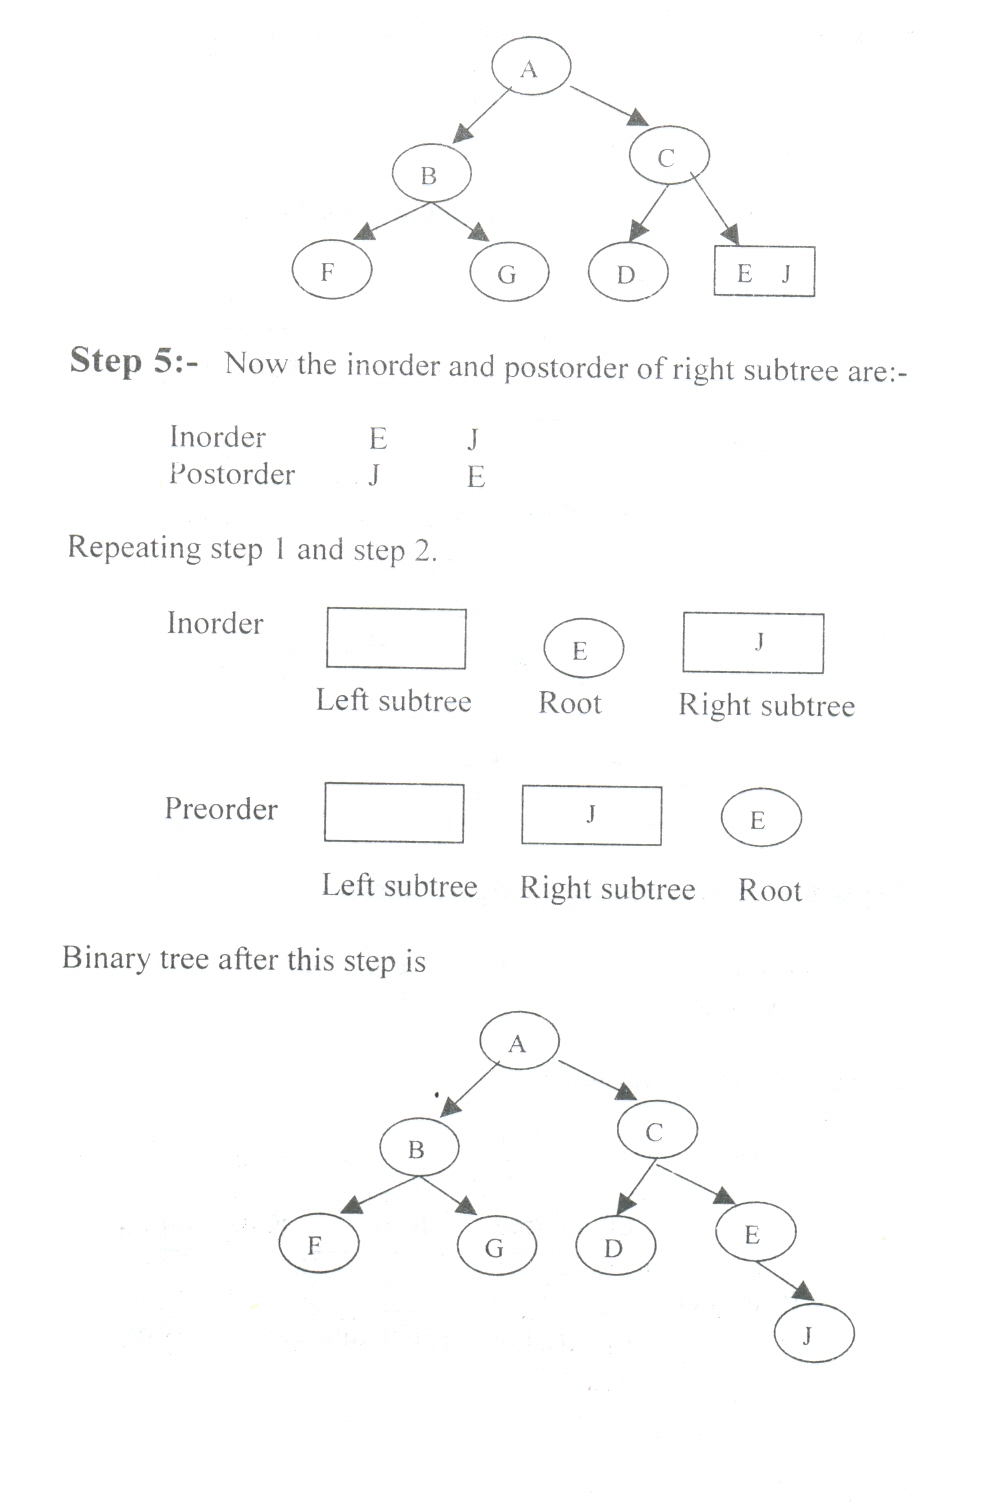 A
B C
F G D E J
Step 5:- Now the inorder and postorder of right subtree are:-
Inorder E J
Postorder J E
Repeating step 1 and step 2.
Inorder E J
Left subtree Root Right subtree
Preorder J E
Left subtree Right subtree Root
Binary tree after this step is
A
B C
F G D E
J